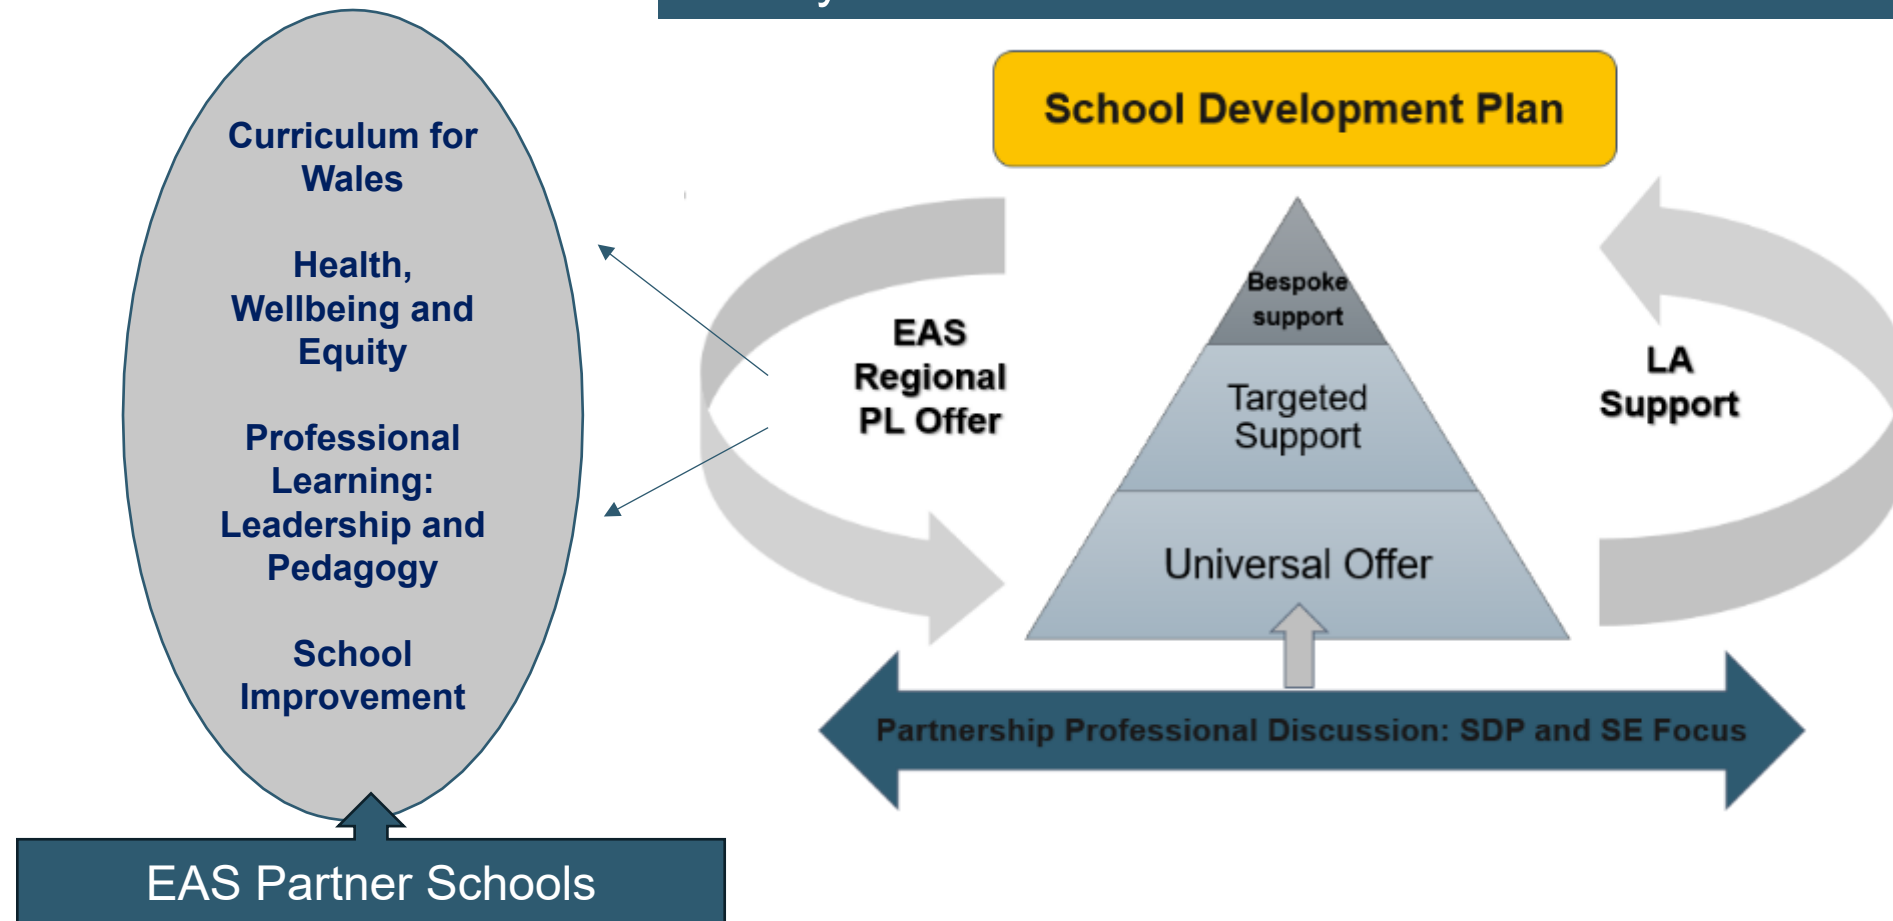 School Development Plan
Curriculum for
Wales
Health,
Wellbeing and
Equity
Professional
Learning:
Leadership and
Pedagogy
School
Improvement
EAS
Regional
PL Offer
Bespoke
support
Targeted
Support
Universal Offer
LA
Support
Partnership Professional Discussion: SDP and SE Focus
EAS Partner Schools